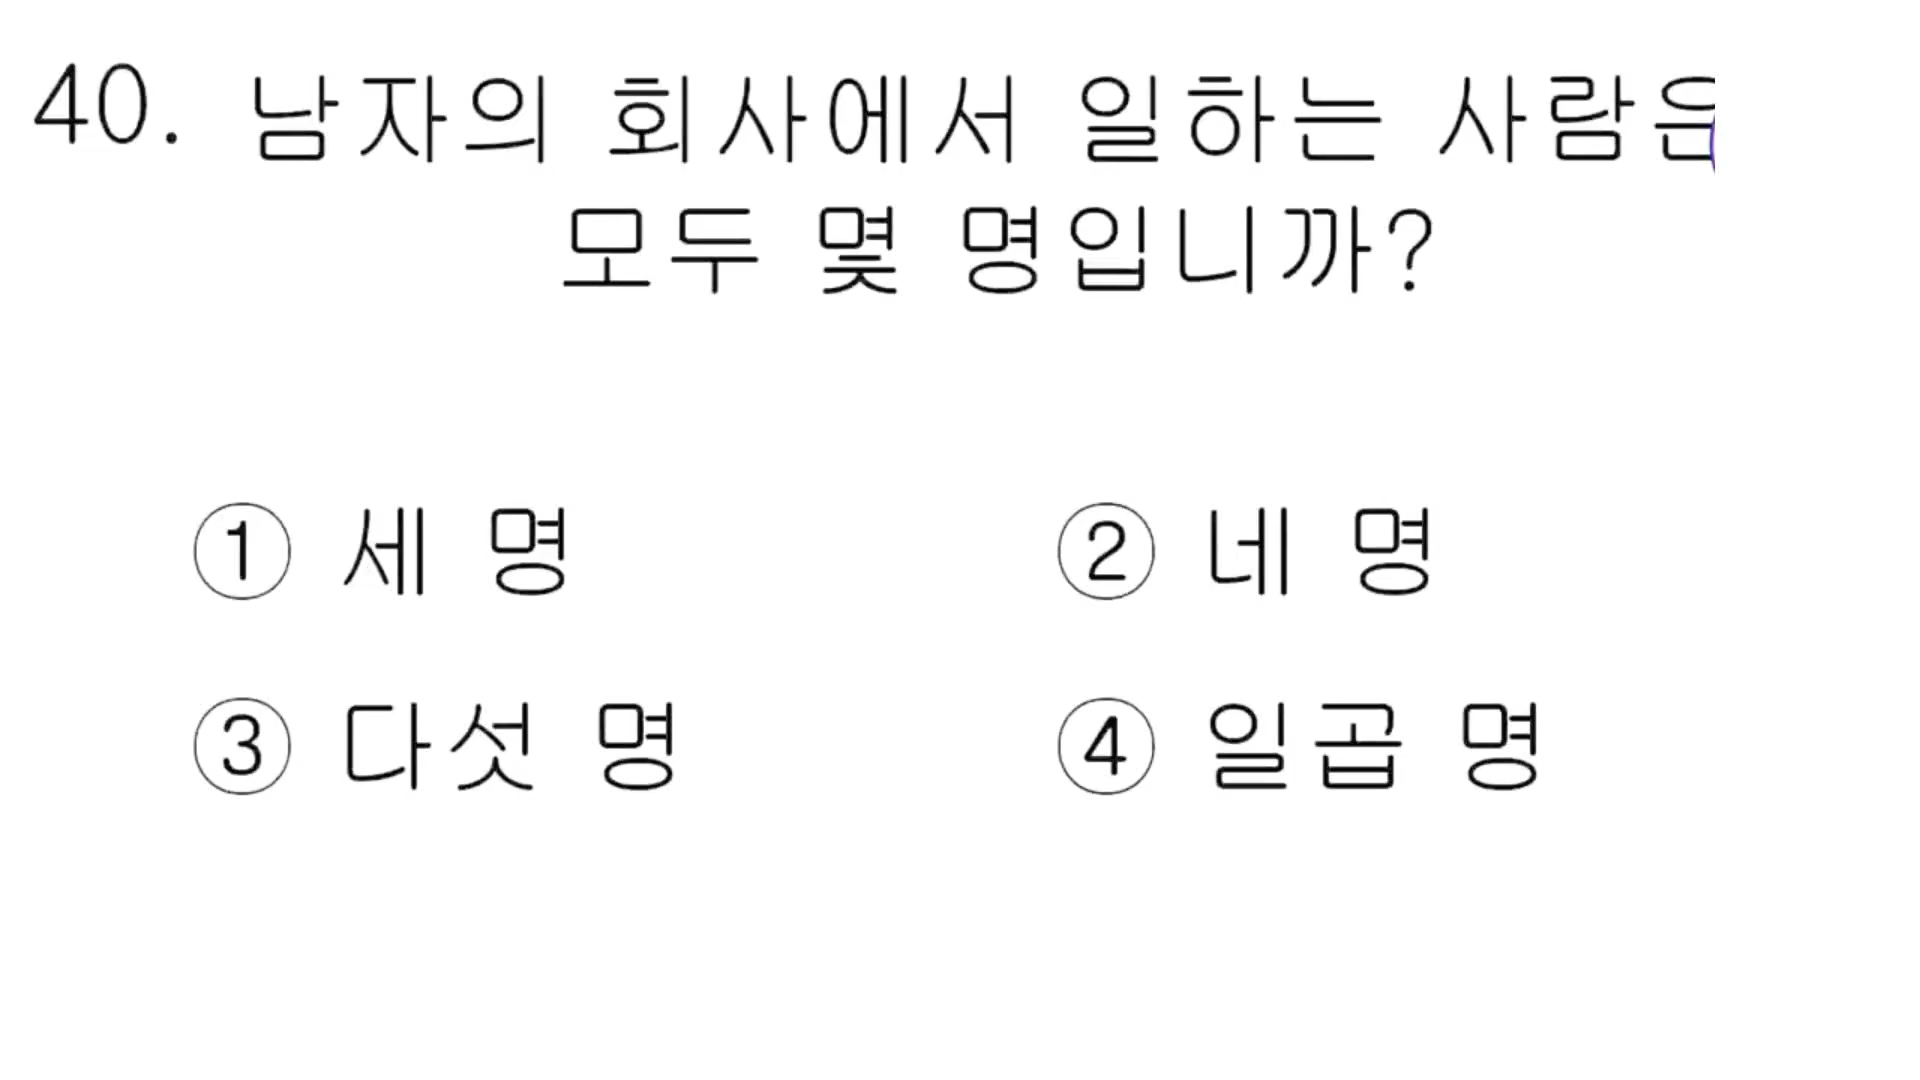 40. 남자의 회사에서 일하는 사람은
모두 몇 명입니까?
① 세 명
② 네 명
③ 다섯 명
④ 일곱 명